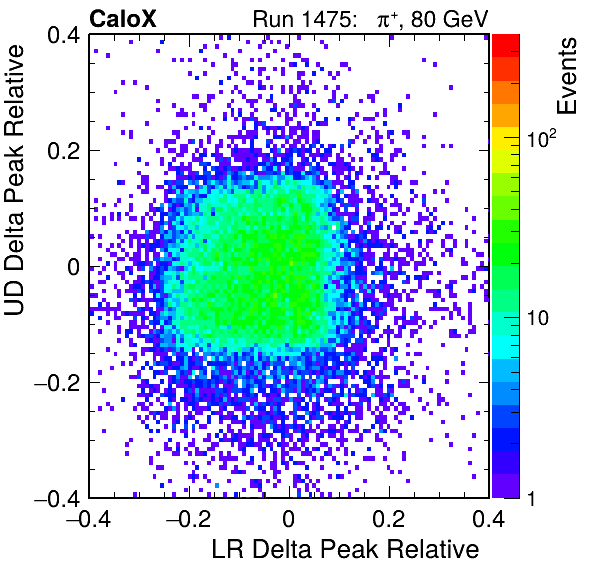 CaloX Run 1475: π+, 80 GeV
0.4
0.2
0
−0.2
−0.4
−0.4 −0.2 0 0.2 0.4
LR Delta Peak Relative
UD Delta Peak Relative
Events
10²
10
1